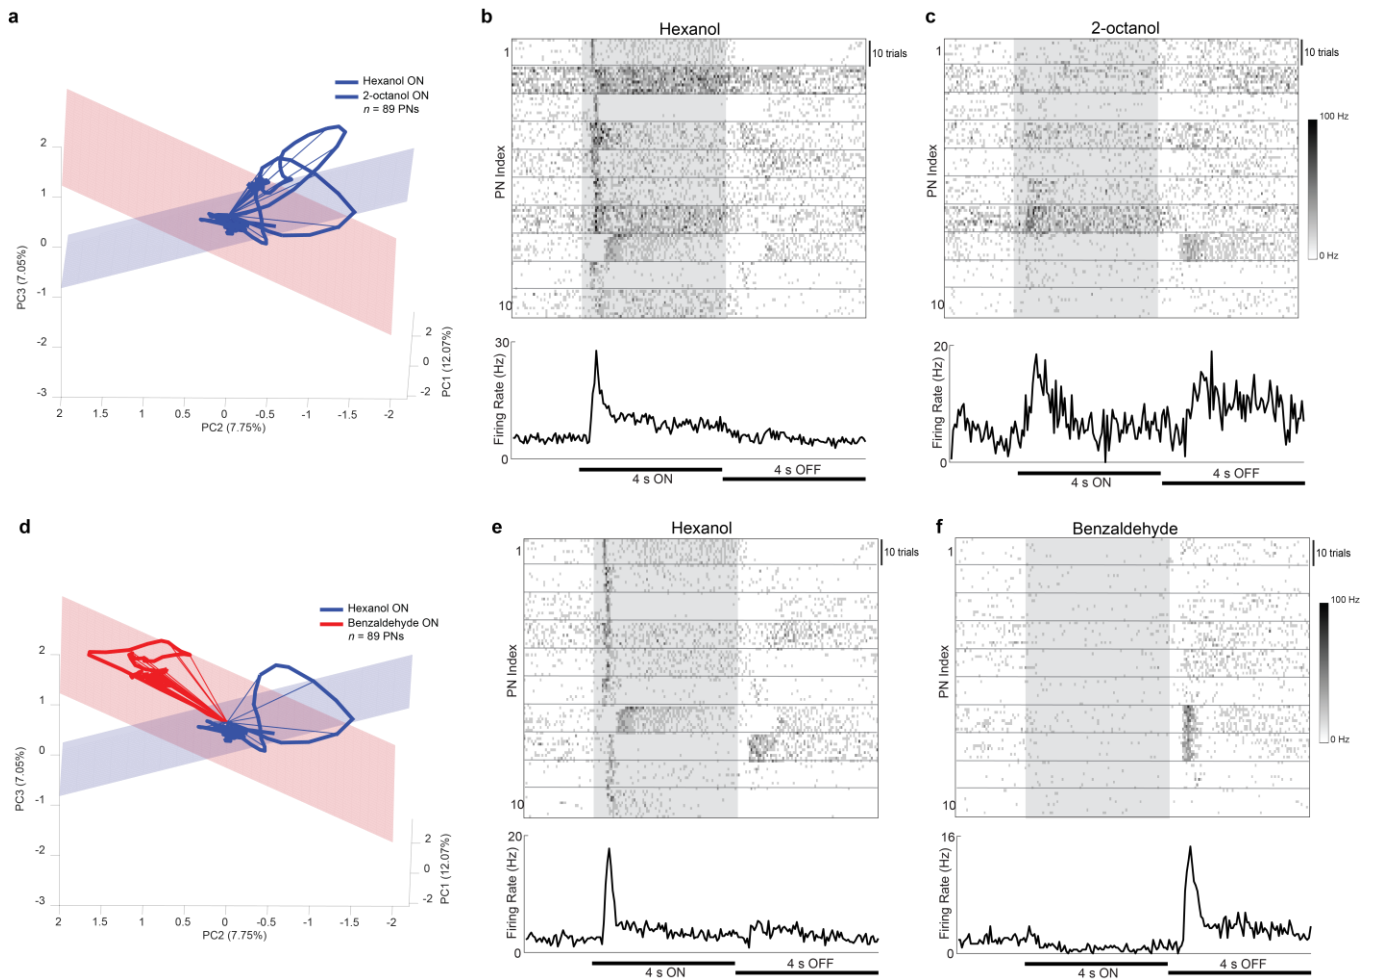 a
Hexanol ON
2-octanol ON
n = 89 PNs
2
1
0
-1
-2
-3
PC3 (7.05%)
2
0
-2
PC1 (12.07%)
2
1.5
1
0.5
0
-0.5
-1
-1.5
-2
PC2 (7.75%)
b
Hexanol
1
10
PN Index
10 trials
30
0
Firing Rate (Hz)
4 s ON
4 s OFF
c
2-octanol
1
10
PN Index
10 trials
100 Hz
0 Hz
20
0
Firing Rate (Hz)
4 s ON
4 s OFF
d
Hexanol ON
Benzaldehyde ON
n = 89 PNs
2
1
0
-1
-2
-3
PC3 (7.05%)
2
0
-2
PC1 (12.07%)
2
1.5
1
0.5
0
-0.5
-1
-1.5
-2
PC2 (7.75%)
e
Hexanol
1
10
PN Index
10 trials
20
0
Firing Rate (Hz)
4 s ON
4 s OFF
f
Benzaldehyde
1
10
PN Index
10 trials
100 Hz
0 Hz
16
0
Firing Rate (Hz)
4 s ON
4 s OFF